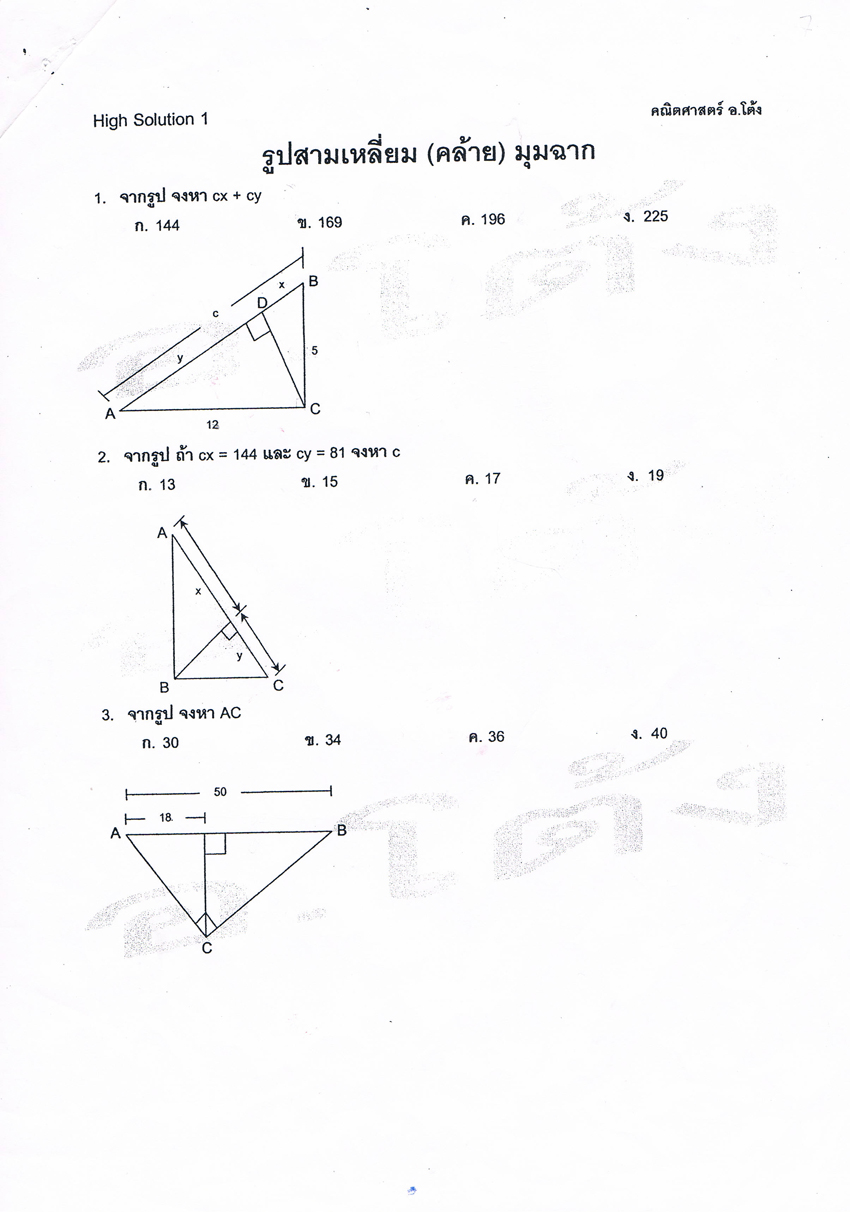 High Solution 1
คณิตศาสตร์ อ.โต้ง
รูปสามเหลี่ยม (คล้าย) มุมฉาก
1. จากรูป จงหา cx + cy
ก. 144 ข. 169 ค. 196 ง. 225
B
x
D
c
y
5
A
C
12
2. จากรูป ถ้า cx = 144 และ cy = 81 จงหา c
ก. 13 ข. 15 ค. 17 ง. 19
A
x
y
B C
3. จากรูป จงหา AC
ก. 30 ข. 34 ค. 36 ง. 40
50
18
A B
C
อ.โต้ง
อ.โต้ง